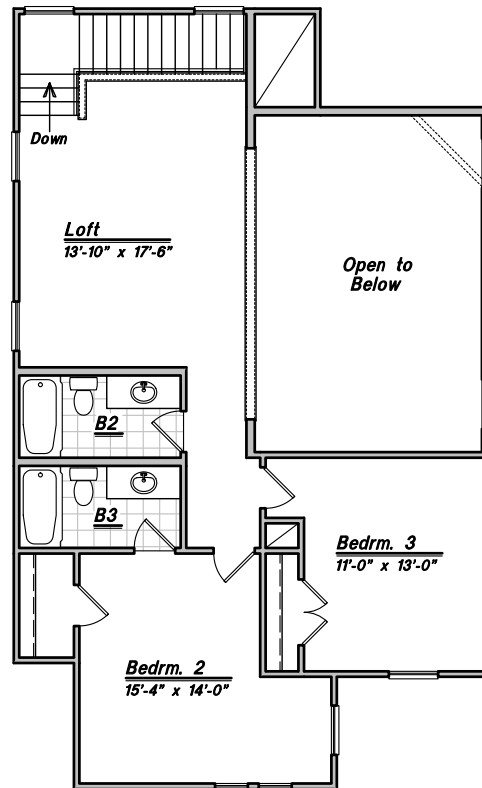 Down
Loft
13'-10" x 17'-6"
Open to
Below
B2
B3
Bedrm. 3
11'-0" x 13'-0"
Bedrm. 2
15'-4" x 14'-0"